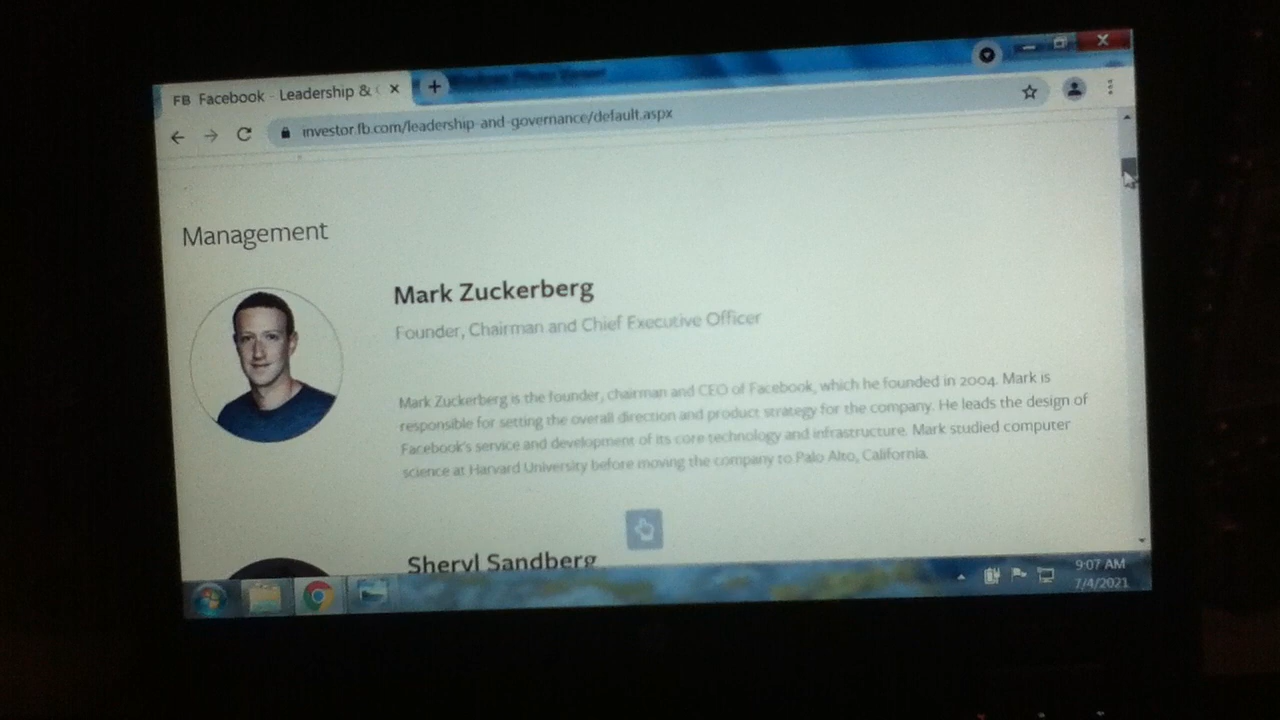 FB Facebook - Leadership &
investor.fb.com/leadership-and-governance/default.aspx
Management
Mark Zuckerberg
Founder, Chairman and Chief Executive Officer
Mark Zuckerberg is the founder, chairman and CEO of Facebook, which he founded in 2004. Mark is
responsible for setting the overall direction and product strategy for the company. He leads the design of
Facebook's service and development of its core technology and infrastructure. Mark studied computer
science at Harvard University before moving the company to Palo Alto, California.
Sheryl Sandberg
9:07 AM
7/4/2021